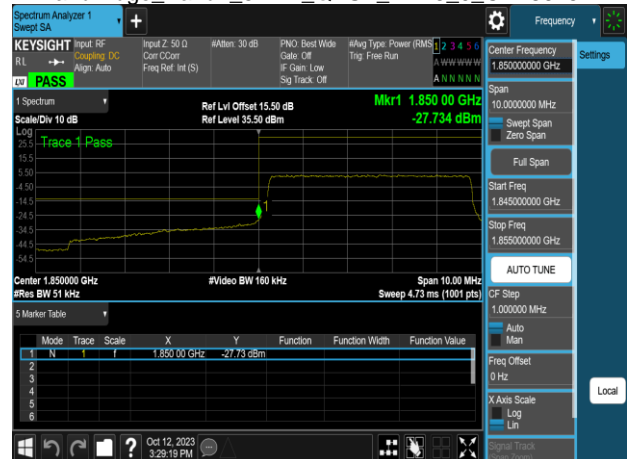 Spectrum Analyzer 1
Swept SA
Frequency
KEYSIGHT
RL
LXI
PASS
Input: RF
Coupling: DC
Align: Auto
Input Z: 50 Ω
Corr CCorr
Freq Ref: Int (S)
#Atten: 30 dB
PNO: Best Wide
Gate: Off
IF Gain: Low
Sig Track: Off
#Avg Type: Power (RMS
Trig: Free Run
1 2 3 4 5 6
A W W W W W
A N N N N N
1 Spectrum
Scale/Div 10 dB
Ref Lvl Offset 15.50 dB
Ref Level 35.50 dBm
Mkr1 1.850 00 GHz
-27.734 dBm
Log
Trace 1 Pass
25.5
15.5
5.50
-4.50
-14.5
-24.5
-34.5
-44.5
-54.5
1
Center 1.850000 GHz
#Res BW 51 kHz
#Video BW 160 kHz
Span 10.00 MHz
Sweep 4.73 ms (1001 pts)
5 Marker Table
Mode Trace Scale X Y Function Function Width Function Value
1 N 1 f 1.850 00 GHz -27.73 dBm
2
3
4
5
6
Center Frequency
1.850000000 GHz
Span
10.0000000 MHz
Swept Span
Zero Span
Full Span
Start Freq
1.845000000 GHz
Stop Freq
1.855000000 GHz
AUTO TUNE
CF Step
1.000000 MHz
Auto
Man
Freq Offset
0 Hz
X Axis Scale
Log
Lin
Signal Track
Settings
Local
?
Oct 12, 2023
3:29:19 PM